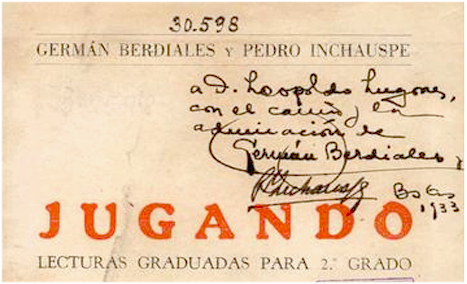 30.598
GERMÁN BERDIALES Y PEDRO INCHAUSPE
a D. Leopoldo Lugones,
con el cariño y la
admiración de
Germán Berdiales y
P. Inchauspe
Bs As
1933
JUGANDO
LECTURAS GRADUADAS PARA 2.º GRADO